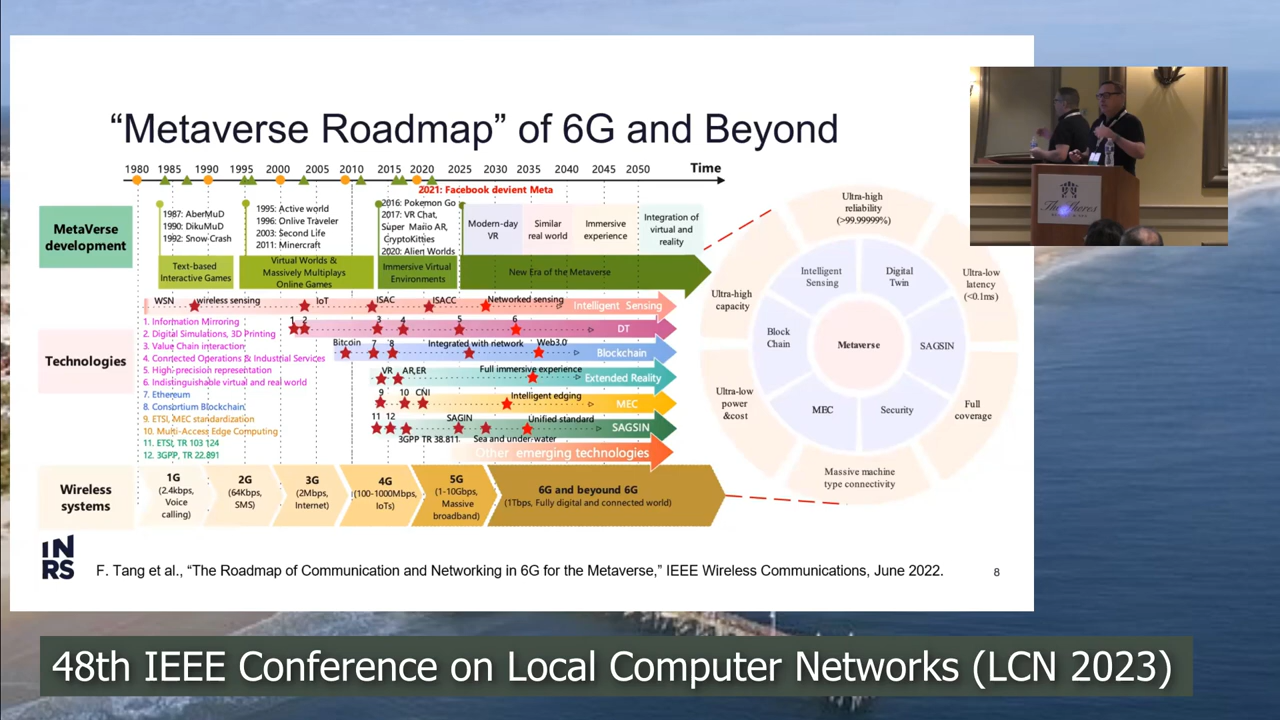 “Metaverse Roadmap” of 6G and Beyond
1980 1985 1990 1995 2000 2005 2010 2015 2020 2025 2030 2035 2040 2045 2050 Time
2021: Facebook devient Meta
MetaVerse
development
1987: AberMuD
1990: DikuMuD
1992: Snow Crash
1995: Active world
1996: Onlive Traveler
2003: Second Life
2011: Minercraft
2016: Pokemon Go
2017: VR Chat,
Super Maiio AR,
CryptoKitties
2020: Alien Worlds
Modern-day
VR
Similar
real world
Immersive
experience
Integration of
virtual and
reality
Text-based
Interactive Games
Virtual Worlds &
Massively Multiplays
Online Games
Immersive Virtual
Environments
New Era of the Metaverse
Technologies
WSN wireless sensing IoT ISAC ISACC Networked sensing Intelligent Sensing
1. Information Mirroring
2. Digital Simulations, 3D Printing
3. Value Chain interaction
4. Connected Operations & Industrial Services
5. High-precision representation
6. Indistinguishable virtual and real world
7. Ethereum
8. Consortium Blockchain
9. ETSI, MEC standardization
10. Multi-Access Edge Computing
11. ETSI, TR 103 124
12. 3GPP, TR 22.891
1 2 3 4 5 6 DT
Bitcoin 7 8 Integrated with network Web3.0 Blockchain
VR AR,ER Full immersive experience Extended Reality
9 10 CNI Intelligent edging MEC
11 12 SAGIN Unified standard SAGSIN
3GPP TR 38.811 Sea and under-water
Other emerging technologies
Wireless
systems
1G
(2.4kbps,
Voice
calling)
2G
(64Kbps,
SMS)
3G
(2Mbps,
Internet)
4G
(100-1000Mbps,
IoTs)
5G
(1-10Gbps,
Massive
broadband)
6G and beyound 6G
(1Tbps, Fully digital and connected world)
Ultra-high
reliability
(>99.99999%)
Ultra-low
latency
(<0.1ms)
Full
coverage
Massive machine
type connectivity
Ultra-low
power
&cost
Ultra-high
capacity
Intelligent
Sensing
Digital
Twin
SAGSIN
Security
MEC
Block
Chain
Metaverse
INRS
F. Tang et al., “The Roadmap of Communication and Networking in 6G for the Metaverse,” IEEE Wireless Communications, June 2022.
8
48th IEEE Conference on Local Computer Networks (LCN 2023)